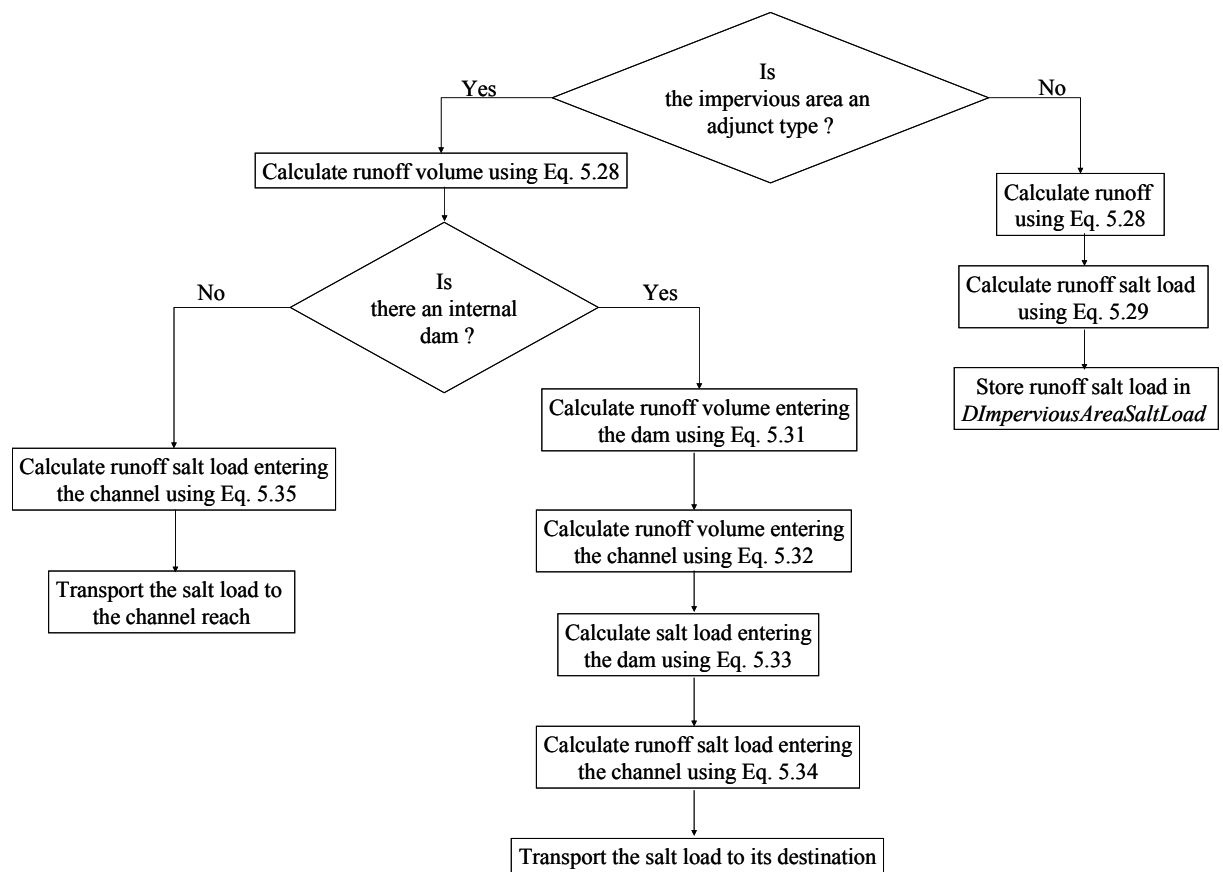 Is
the impervious area an
adjunct type ?
Yes
No
Calculate runoff volume using Eq. 5.28
Calculate runoff
using Eq. 5.28
Calculate runoff salt load
using Eq. 5.29
Store runoff salt load in
DImperviousAreaSaltLoad
Is
there an internal
dam ?
No
Yes
Calculate runoff salt load entering
the channel using Eq. 5.35
Transport the salt load to
the channel reach
Calculate runoff volume entering
the dam using Eq. 5.31
Calculate runoff volume entering
the channel using Eq. 5.32
Calculate salt load entering
the dam using Eq. 5.33
Calculate runoff salt load entering
the channel using Eq. 5.34
Transport the salt load to its destination